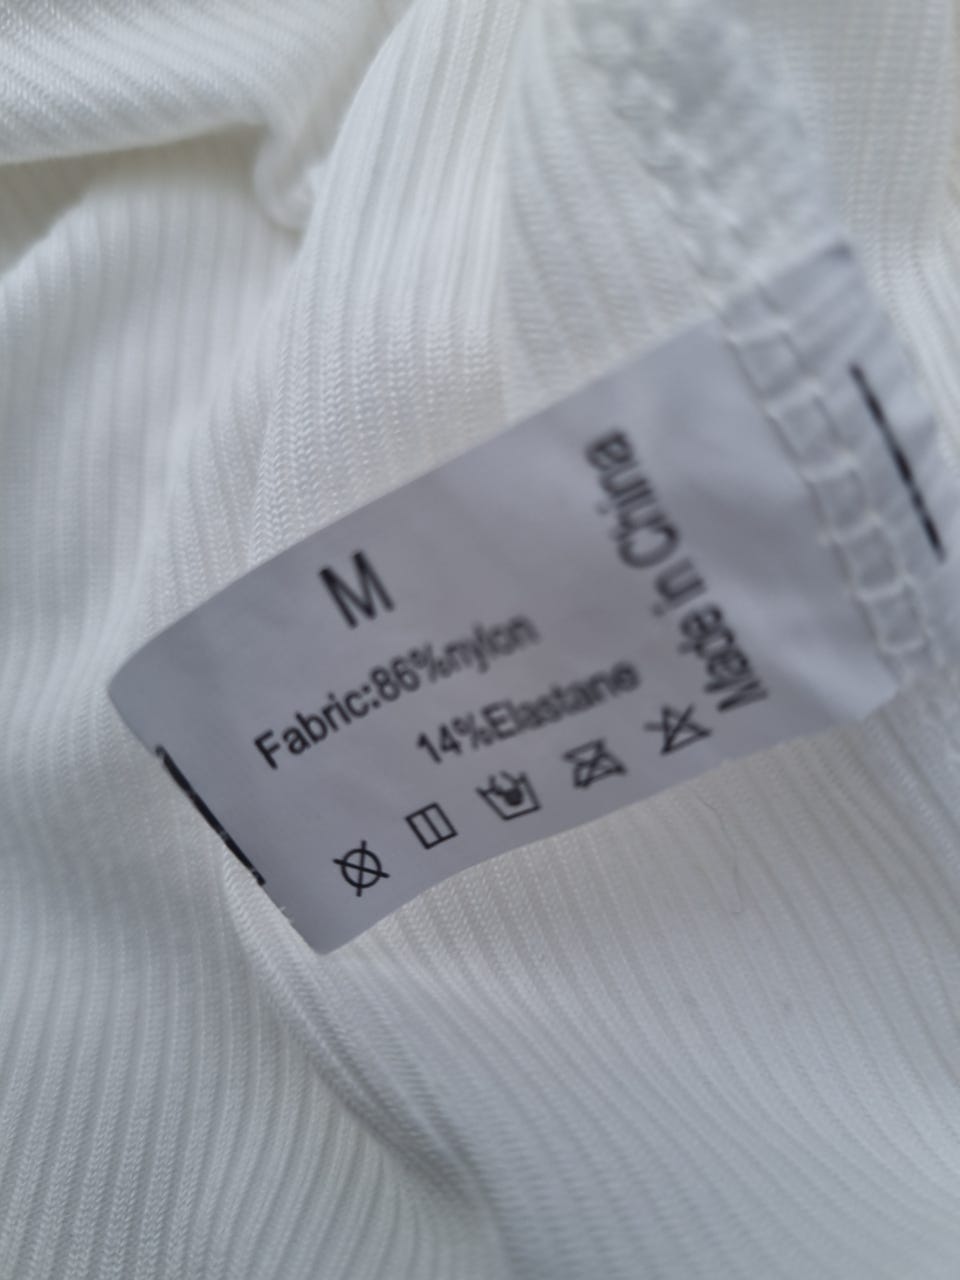 M
Fabric:86%nylon
14%Elastane
Made in China